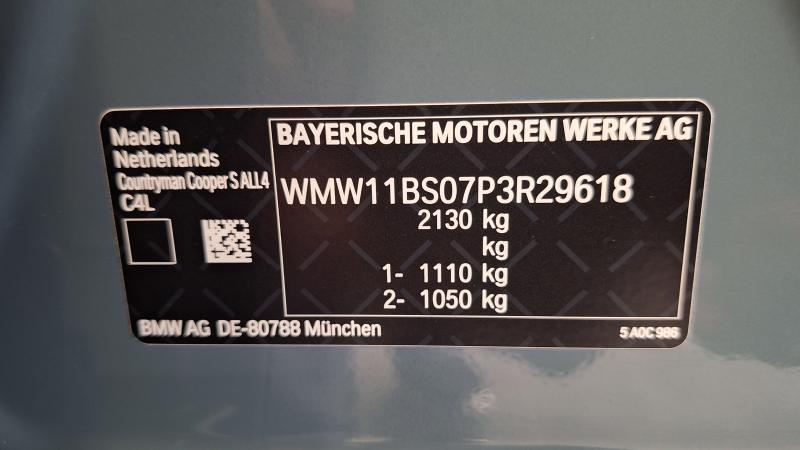 Made in
Netherlands
Countryman Cooper S ALL4
C4L
BAYERISCHE MOTOREN WERKE AG
WMW11BS07P3R29618
2130 kg
kg
1- 1110 kg
2- 1050 kg
BMW AG DE-80788 München
5 A0C 986